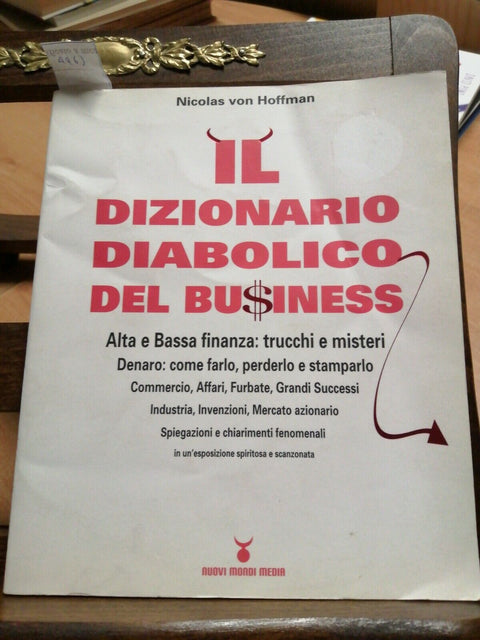 Nicolas von Hoffman
IL
DIZIONARIO
DIABOLICO
DEL BU$INESS
Alta e Bassa finanza: trucchi e misteri
Denaro: come farlo, perderlo e stamparlo
Commercio, Affari, Furbate, Grandi Successi
Industria, Invenzioni, Mercato azionario
Spiegazioni e chiarimenti fenomenali
in un'esposizione spiritosa e scanzonata
NUOVI MONDI MEDIA